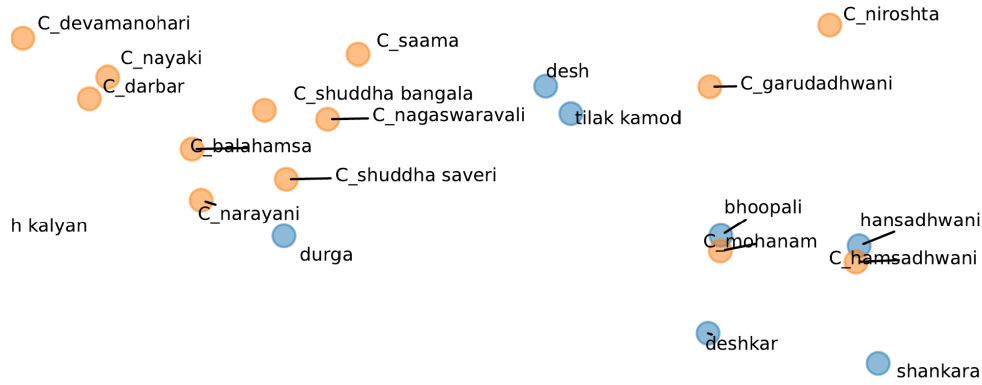 C_devamanohari
C_niroshta
C_saama
C_nayaki
desh
C_darbar
C_garudadhwani
C_shuddha bangala
C_nagaswaravali
tilak kamod
C_balahamsa
C_shuddha saveri
bhoopali
C_narayani
hansadhwani
h kalyan
C_mohanam
durga
C_hamsadhwani
deshkar
shankara